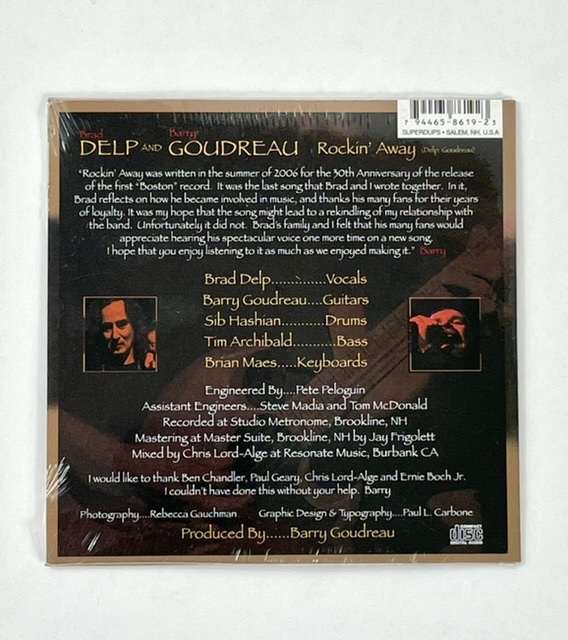 7 94465-8619-2 3
SUPERDUPS • SALEM, NH, U.S.A
Brad Barry
DELP AND GOUDREAU Rockin' Away (Delp, Goudreau)
"Rockin' Away was written in the summer of 2006 for the 30th Anniversary of the release
of the first "Boston" record. It was the last song that Brad and I wrote together. In it,
Brad reflects on how he became involved in music, and thanks his many fans for their years
of loyalty. It was my hope that the song might lead to a rekindling of my relationship with
the band. Unfortunately it did not. Brad's family and I felt that his many fans would
appreciate hearing his spectacular voice one more time on a new song.
I hope that you enjoy listening to it as much as we enjoyed making it." Barry
Brad Delp..............Vocals
Barry Goudreau....Guitars
Sib Hashian...........Drums
Tim Archibald...........Bass
Brian Maes.....Keyboards
Engineered By....Pete Peloquin
Assistant Engineers....Steve Madia and Tom McDonald
Recorded at Studio Metronome, Brookline, NH
Mastering at Master Suite, Brookline, NH by Jay Frigolett
Mixed by Chris Lord-Alge at Resonate Music, Burbank CA
I would like to thank Ben Chandler, Paul Geary, Chris Lord-Alge and Ernie Boch Jr.
I couldn't have done this without your help. Barry
Photography....Rebecca Gauchman Graphic Design & Typography....Paul L. Carbone
Produced By......Barry Goudreau
COMPACT
disc
DIGITAL AUDIO